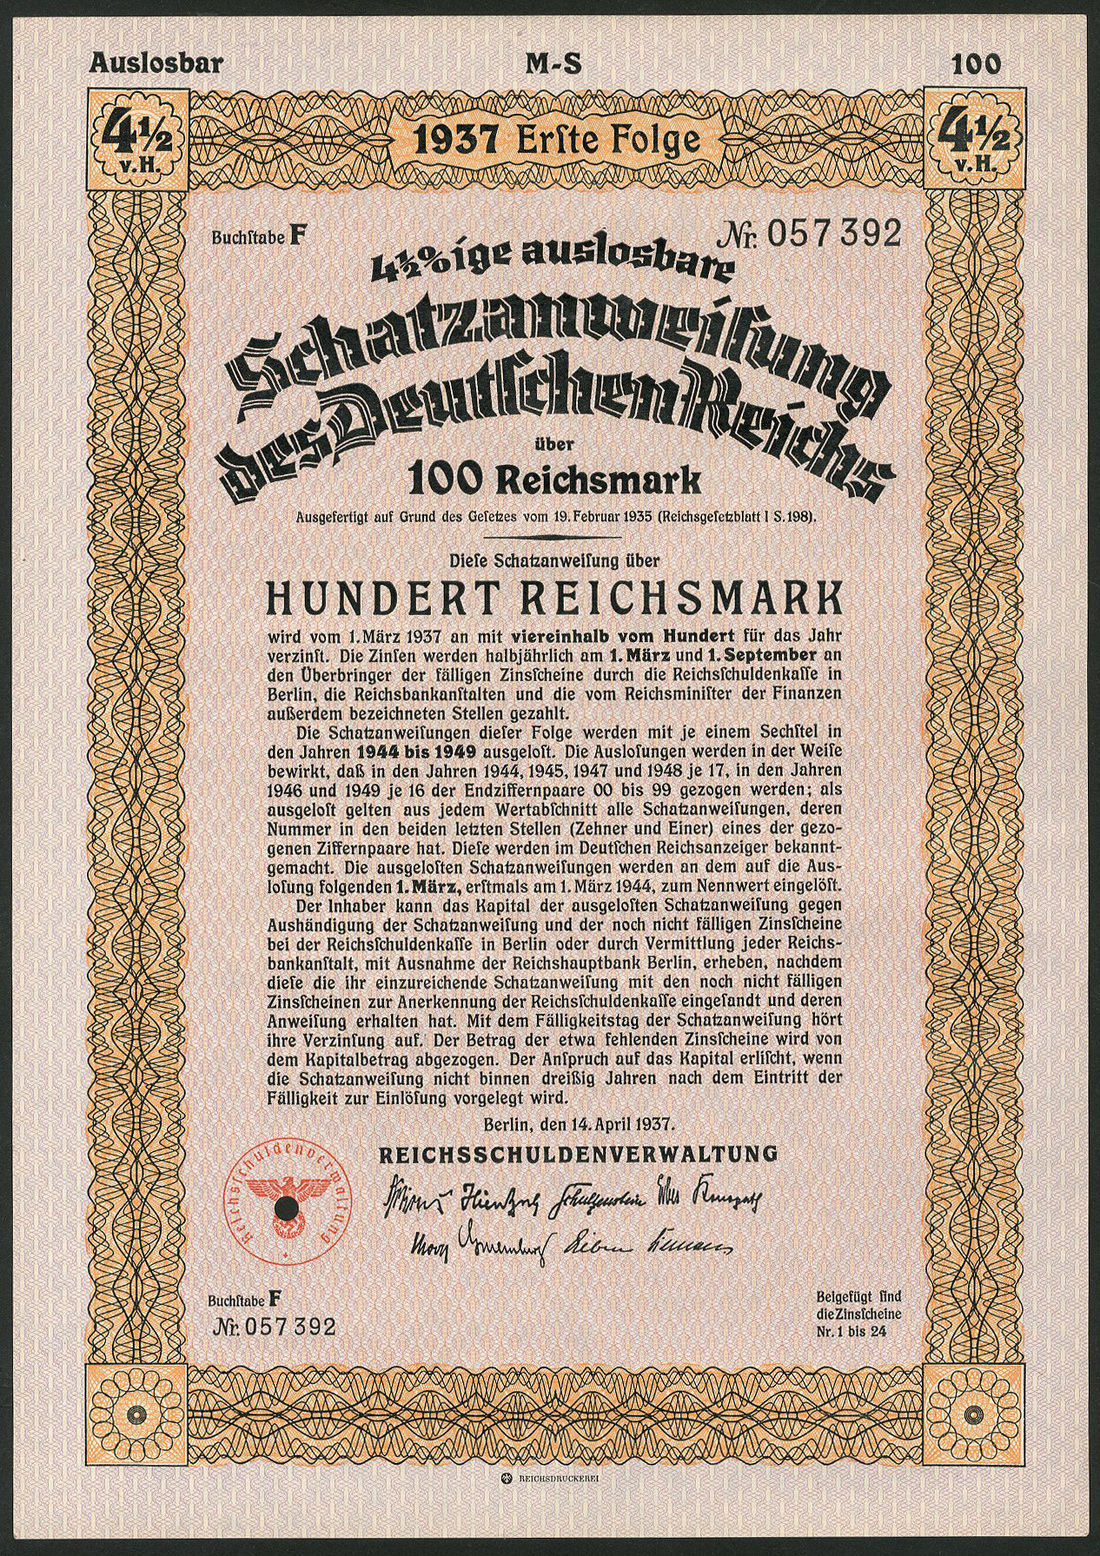 Auslosbar M-S 100
4½ v.H. 1937 Erſte Folge 4½ v.H.
Buchſtabe F Nr. 057392
4½%ige auslosbare
Schatzanweiſung
des Deutſchen Reichs
über
100 Reichsmark
Ausgefertigt auf Grund des Geſetzes vom 19. Februar 1935 (Reichsgeſetzblatt I S. 198).
Dieſe Schatzanweiſung über
HUNDERT REICHSMARK
wird vom 1. März 1937 an mit viereinhalb vom Hundert für das Jahr
verzinſt. Die Zinſen werden halbjährlich am 1. März und 1. September an
den Überbringer der fälligen Zinsſcheine durch die Reichsſchuldenkaſſe in
Berlin, die Reichsbankanſtalten und die vom Reichsminiſter der Finanzen
außerdem bezeichneten Stellen gezahlt.
Die Schatzanweiſungen dieſer Folge werden mit je einem Sechſtel in
den Jahren 1944 bis 1949 ausgeloſt. Die Ausloſungen werden in der Weiſe
bewirkt, daß in den Jahren 1944, 1945, 1947 und 1948 je 17, in den Jahren
1946 und 1949 je 16 der Endziffernpaare 00 bis 99 gezogen werden; als
ausgeloſt gelten aus jedem Wertabſchnitt alle Schatzanweiſungen, deren
Nummer in den beiden letzten Stellen (Zehner und Einer) eines der gezo-
genen Ziffernpaare hat. Dieſe werden im Deutſchen Reichsanzeiger bekannt-
gemacht. Die ausgeloſten Schatzanweiſungen werden an dem auf die Aus-
loſung folgenden 1. März, erſtmals am 1. März 1944, zum Nennwert eingelöſt.
Der Inhaber kann das Kapital der ausgeloſten Schatzanweiſung gegen
Aushändigung der Schatzanweiſung und der noch nicht fälligen Zinsſcheine
bei der Reichsſchuldenkaſſe in Berlin oder durch Vermittlung jeder Reichs-
bankanſtalt, mit Ausnahme der Reichshauptbank Berlin, erheben, nachdem
dieſe die ihr einzureichende Schatzanweiſung mit den noch nicht fälligen
Zinsſcheinen zur Anerkennung der Reichsſchuldenkaſſe eingeſandt und deren
Anweiſung erhalten hat. Mit dem Fälligkeitstag der Schatzanweiſung hört
ihre Verzinſung auf. Der Betrag der etwa fehlenden Zinsſcheine wird von
dem Kapitalbetrag abgezogen. Der Anſpruch auf das Kapital erliſcht, wenn
die Schatzanweiſung nicht binnen dreißig Jahren nach dem Eintritt der
Fälligkeit zur Einlöſung vorgelegt wird.
Berlin, den 14. April 1937.
REICHSSCHULDENVERWALTUNG
Reichsſchuldenverwaltung
Buchſtabe F
Nr. 057392
Beigefügt ſind
die Zinsſcheine
Nr. 1 bis 24
REICHSDRUCKEREI